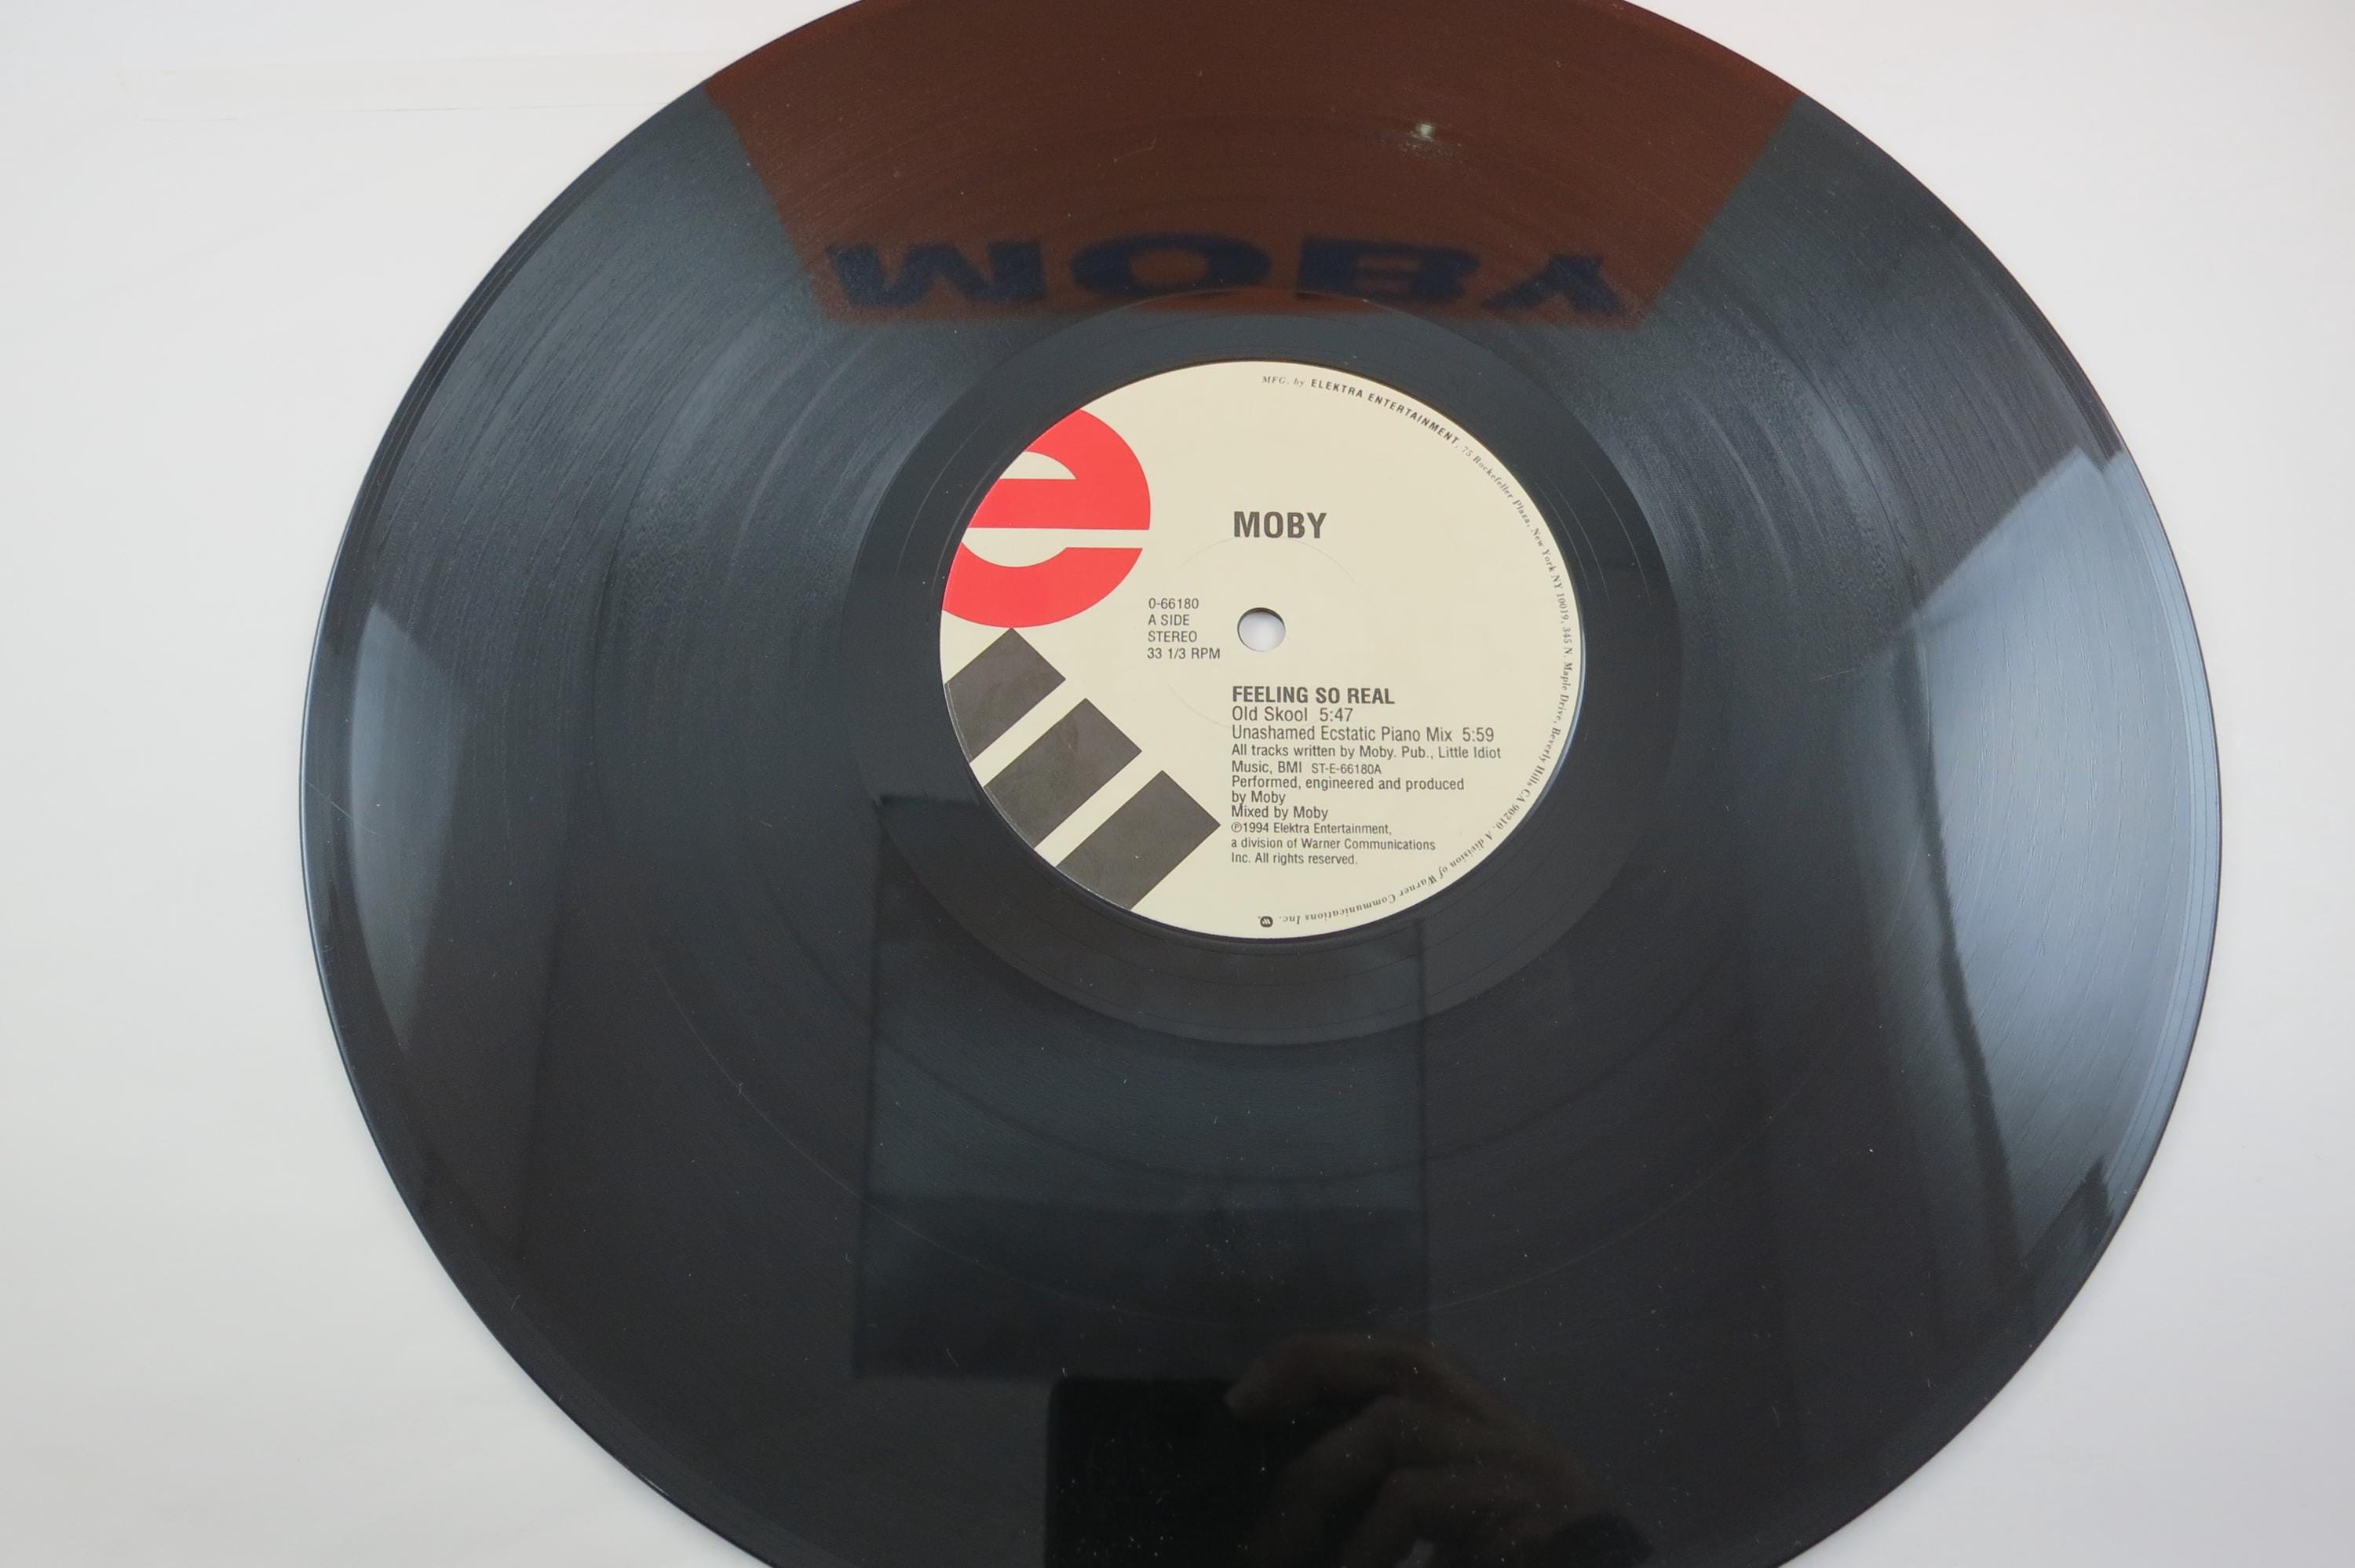 MOBY
MFG. by ELEKTRA ENTERTAINMENT, 75 Rockefeller Plaza, New York NY 10019, 345 N. Maple Drive, Beverly Hills CA 90210. A division of Warner Communications Inc.
e
MOBY
0-66180
A SIDE
STEREO
33 1/3 RPM
FEELING SO REAL
Old Skool 5:47
Unashamed Ecstatic Piano Mix 5:59
All tracks written by Moby. Pub., Little Idiot
Music, BMI ST-E-66180A
Performed, engineered and produced
by Moby
Mixed by Moby
℗1994 Elektra Entertainment,
a division of Warner Communications
Inc. All rights reserved.